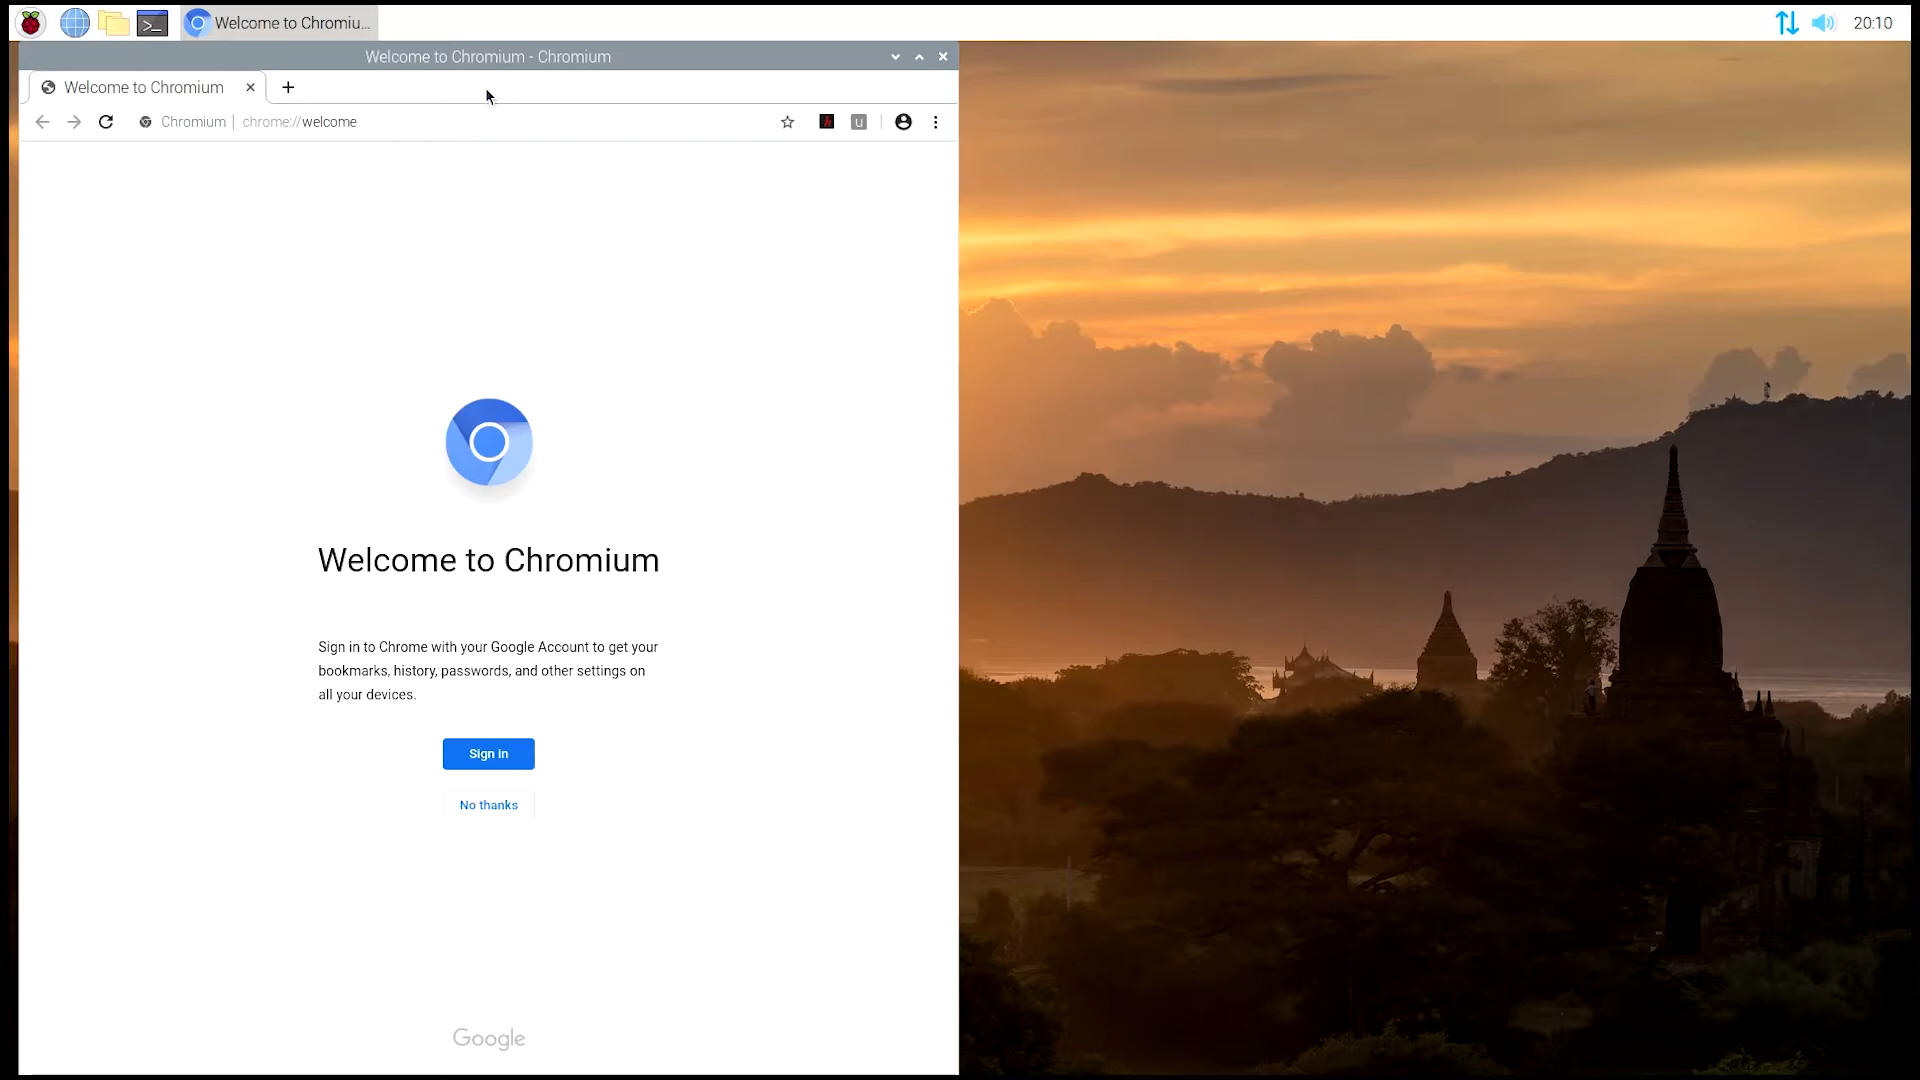 Welcome to Chromiu...
20:10
Welcome to Chromium - Chromium
Welcome to Chromium
Chromium | chrome://welcome
Welcome to Chromium
Sign in to Chrome with your Google Account to get your
bookmarks, history, passwords, and other settings on
all your devices.
Sign in
No thanks
Google